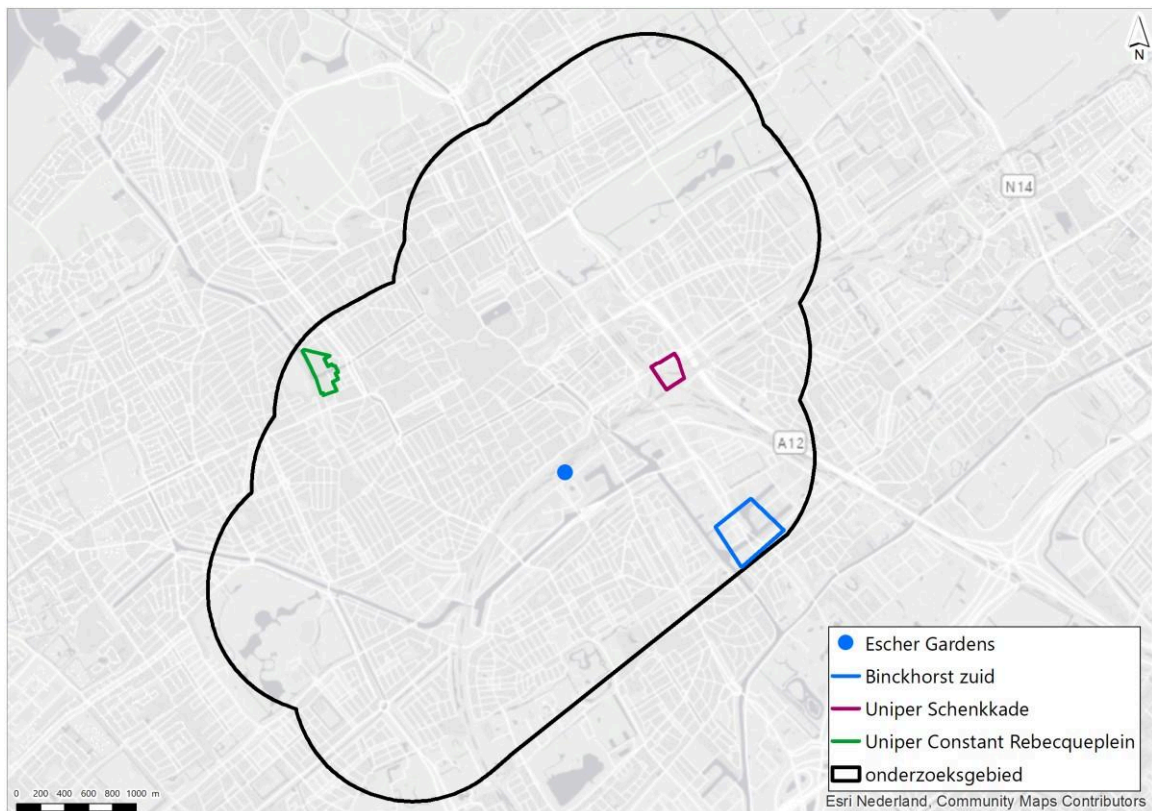 N
N14
A12
Escher Gardens
Binckhorst zuid
Uniper Schenkkade
Uniper Constant Rebecqueplein
onderzoeksgebied
0 200 400 600 800 1000 m
Esri Nederland, Community Maps Contributors